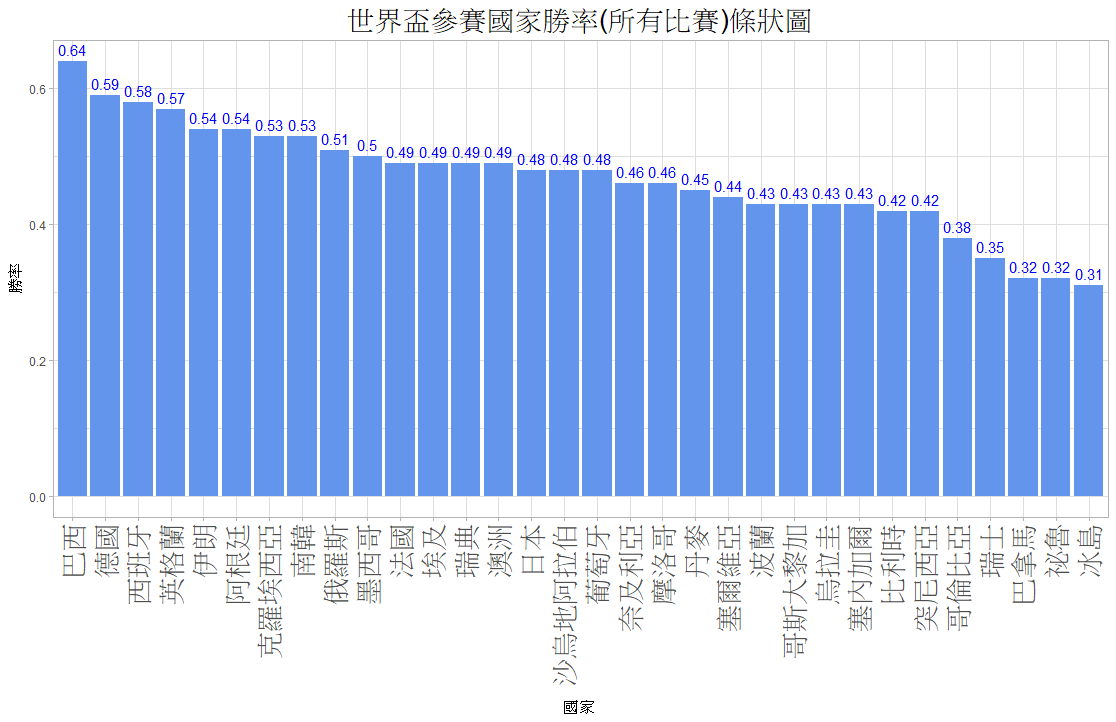 世界盃參賽國家勝率(所有比賽)條狀圖
0.64
0.59
0.58
0.57
0.54
0.54
0.53
0.53
0.51
0.5
0.49
0.49
0.49
0.49
0.48
0.48
0.48
0.46
0.46
0.45
0.44
0.43
0.43
0.43
0.43
0.42
0.42
0.38
0.35
0.32
0.32
0.31
0.6
0.4
0.2
0.0
勝率
巴西
德國
西班牙
英格蘭
伊朗
阿根廷
克羅埃西亞
南韓
俄羅斯
墨西哥
法國
埃及
瑞典
澳洲
日本
沙烏地阿拉伯
葡萄牙
奈及利亞
摩洛哥
丹麥
塞爾維亞
波蘭
哥斯大黎加
烏拉圭
塞內加爾
比利時
突尼西亞
哥倫比亞
瑞士
巴拿馬
祕魯
冰島
國家